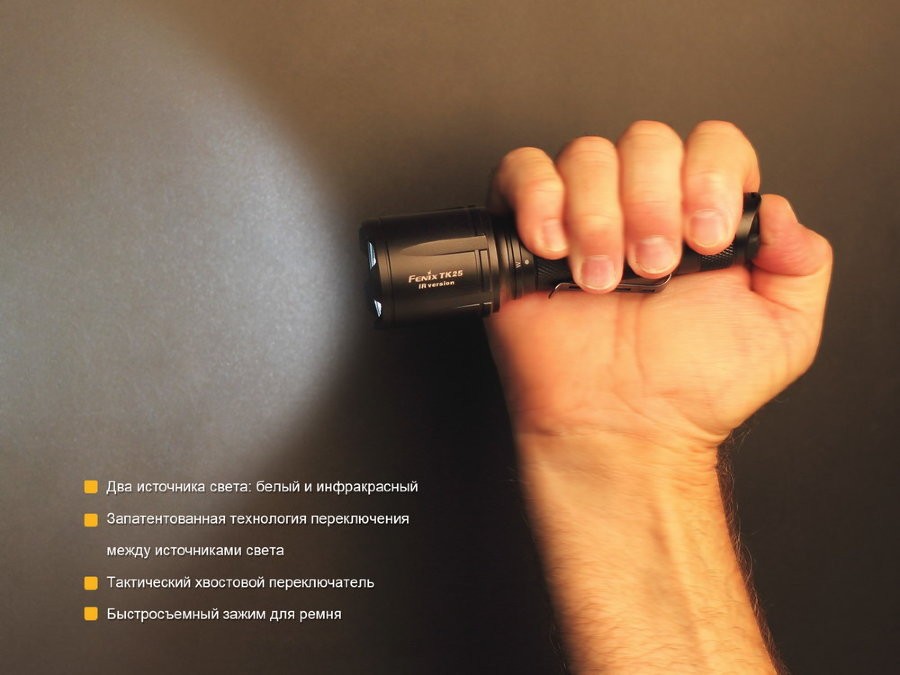 FENIX TK25
IR version
Два источника света: белый и инфракрасный
Запатентованная технология переключения
между источниками света
Тактический хвостовой переключатель
Быстросъемный зажим для ремня